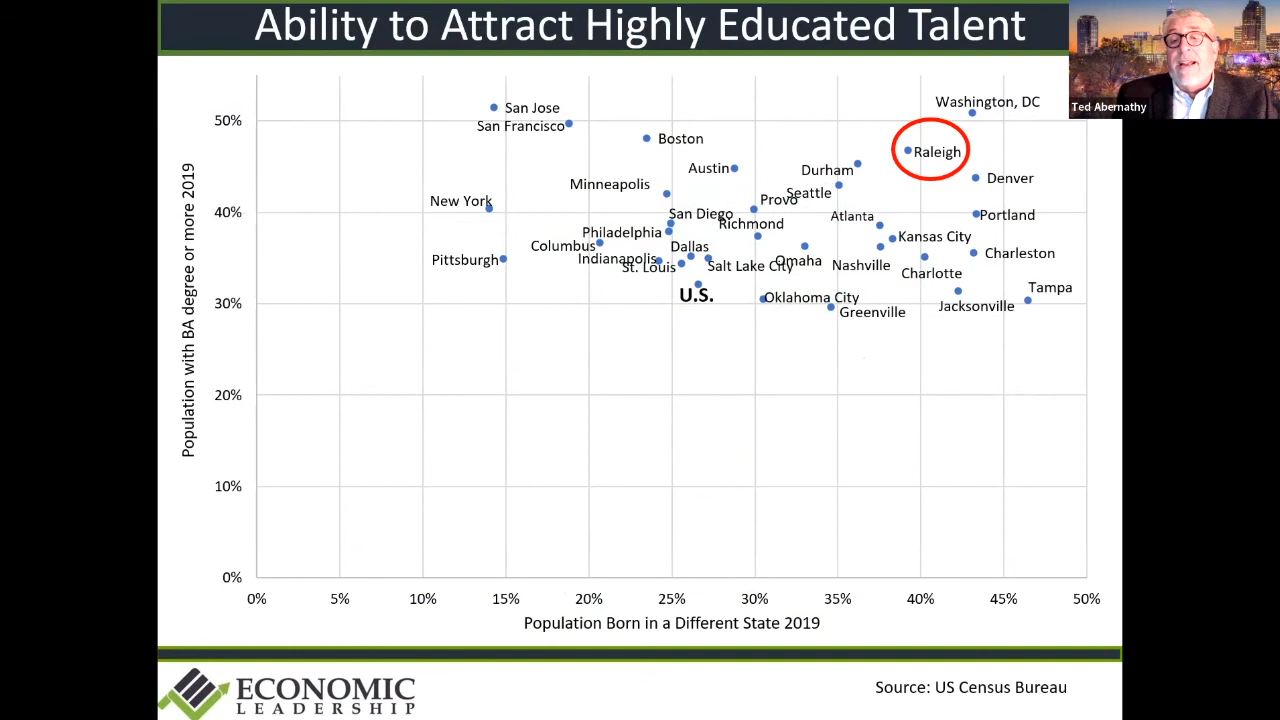 Ability to Attract Highly Educated Talent
Ted Abernathy
Population with BA degree or more 2019
50%
40%
30%
20%
10%
0%
San Jose
San Francisco
Boston
Washington, DC
Raleigh
Austin
Durham
Denver
Minneapolis
Seattle
New York
Provo
San Diego
Atlanta
Portland
Richmond
Philadelphia
Kansas City
Columbus
Dallas
Charleston
Pittsburgh
Indianapolis
St. Louis
Salt Lake City
Omaha
Nashville
Charlotte
U.S.
Tampa
Oklahoma City
Greenville
Jacksonville
0%
5%
10%
15%
20%
25%
30%
35%
40%
45%
50%
Population Born in a Different State 2019
ECONOMIC
LEADERSHIP
Source: US Census Bureau